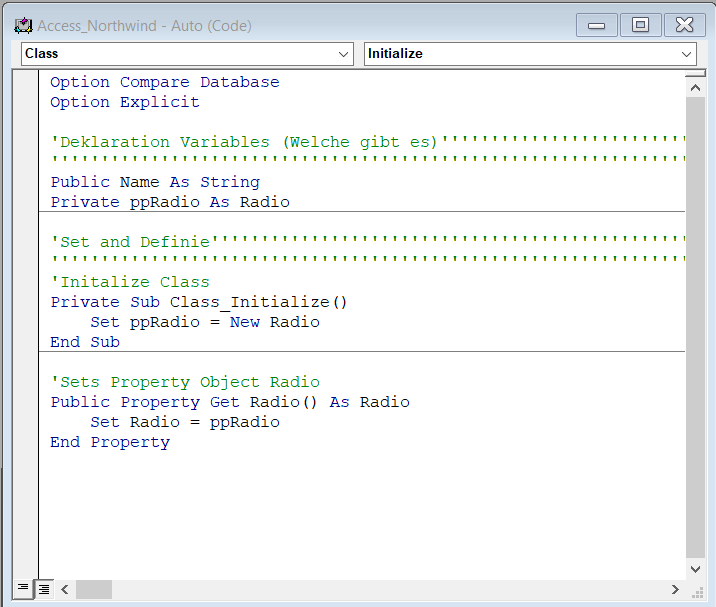 Access_Northwind - Auto (Code)
Class Initialize
Option Compare Database
Option Explicit
'Deklaration Variables (Welche gibt es)''''''''''''''''''''''''''
''''''''''''''''''''''''''''''''''''''''''''''''''''''''''''''''
Public Name As String
Private ppRadio As Radio
'Set and Definie''''''''''''''''''''''''''''''''''''''''''''''''
''''''''''''''''''''''''''''''''''''''''''''''''''''''''''''''''
'Initalize Class
Private Sub Class_Initialize()
    Set ppRadio = New Radio
End Sub
'Sets Property Object Radio
Public Property Get Radio() As Radio
    Set Radio = ppRadio
End Property